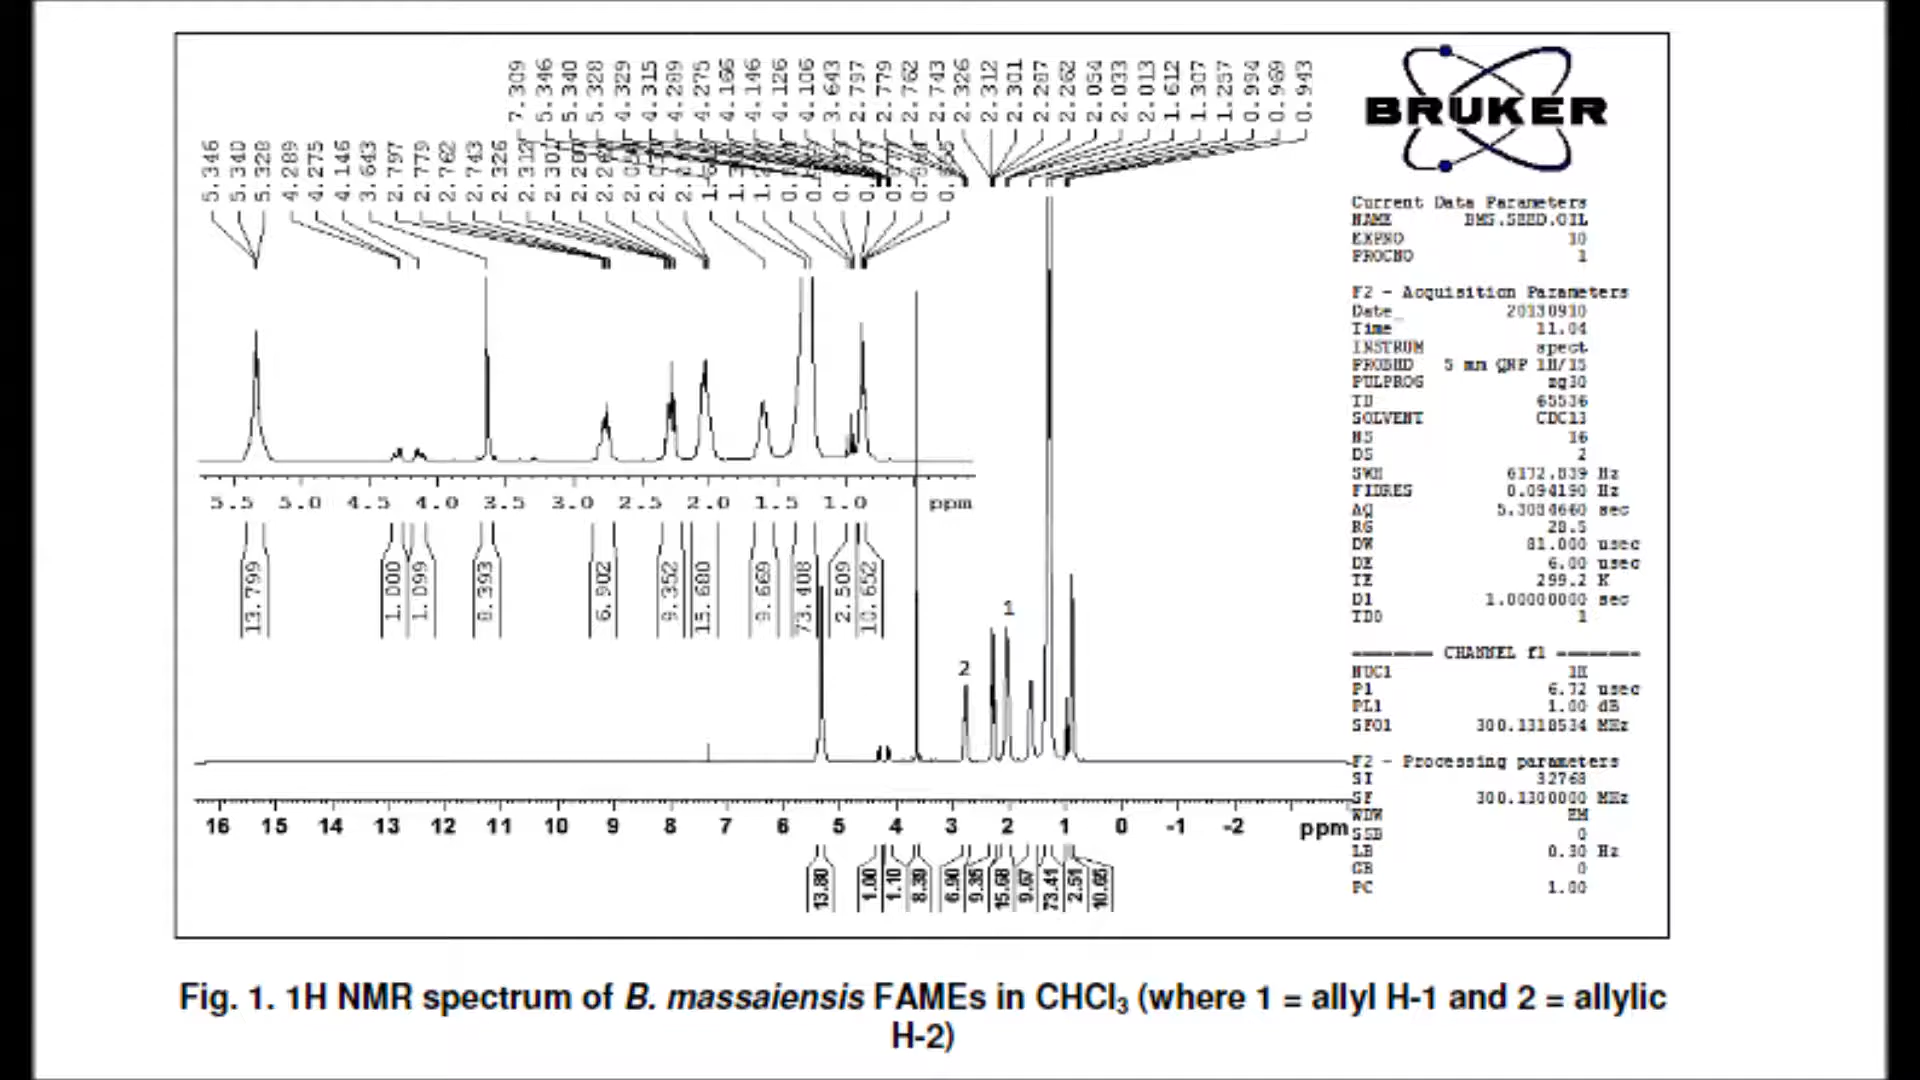 7.309 5.346 5.340 5.328 4.329 4.315 4.289 4.275 4.166 4.146 4.126 4.106 3.643 2.797 2.779 2.762 2.743 2.326 2.312 2.301 2.287 2.262 2.054 2.033 2.013 1.612 1.307 1.257 0.994 0.969 0.943
BRUKER
5.346 5.340 5.328 4.289 4.275 4.146 3.643 2.797 2.779 2.762 2.743 2.326
Current Data Parameters
NAME BMS.SEED.OIL
EXPNO 10
PROCNO 1
F2 - Acquisition Parameters
Date_ 20130910
Time 11.04
INSTRUM spect
PROBHD 5 mm QNP 1H/15
PULPROG zg30
TD 65536
SOLVENT CDCl3
NS 16
DS 2
SWH 6172.839 Hz
FIDRES 0.094190 Hz
AQ sec
RG 28.5
DW 81.000 usec
DE 6.00 usec
TE 299.2 K
D1 1.00000000 sec
TD0 1
CHANNEL f1
NUC1 1H
P1 6.72 usec
PL1 1.00 dB
SFO1 300.1318534 MHz
F2 - Processing parameters
SI 32768
SF 300.1300000 MHz
WDW EM
SSB 0
LB 0.30 Hz
GB 0
PC 1.00
5.5 5.0 4.5 4.0 3.5 3.0 2.5 2.0 1.5 1.0 ppm
13.799 1.000 1.099 8.393 6.902 9.352 15.680 9.669 73.408 2.509 10.652
1
2
16 15 14 13 12 11 10 9 8 7 6 5 4 3 2 1 0 -1 -2 ppm
13.80 1.00 1.10 8.39 6.90 9.35 15.68 9.67 73.41 2.51 10.65
Fig. 1. 1H NMR spectrum of B. massaiensis FAMEs in CHCl3 (where 1 = allyl H-1 and 2 = allylic
H-2)